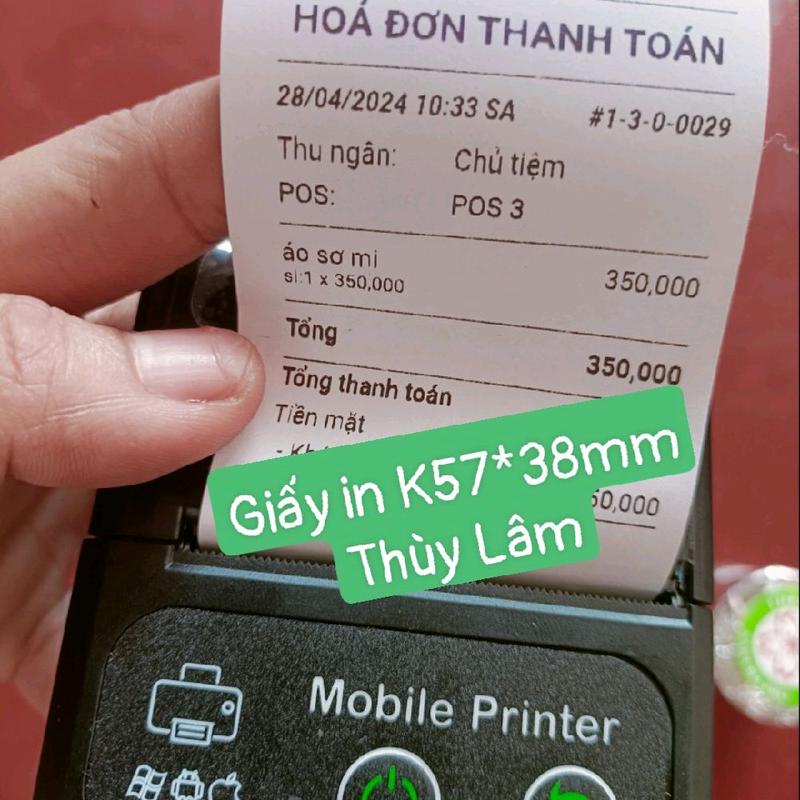 HOÁ ĐƠN THANH TOÁN
28/04/2024 10:33 SA #1-3-0-0029
Thu ngân: Chủ tiệm
POS: POS 3
áo sơ mi 350,000
sl:1 x 350,000
Tổng 350,000
Tổng thanh toán
Tiền mặt
50,000
Giấy in K57*38mm
Thùy Lâm
Mobile Printer